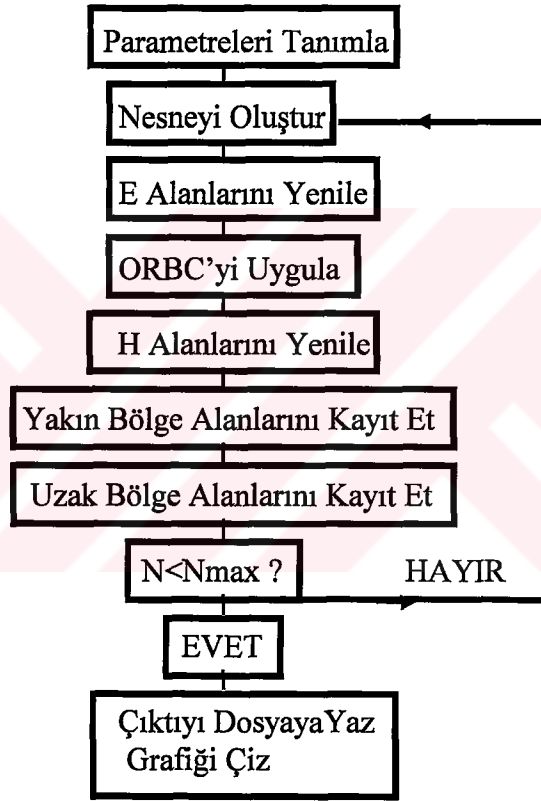 Parametreleri Tanımla
Nesneyi Oluştur
E Alanlarını Yenile
ORBC'yi Uygula
H Alanlarını Yenile
Yakın Bölge Alanlarını Kayıt Et
Uzak Bölge Alanlarını Kayıt Et
N<Nmax ? HAYIR
EVET
Çıktıyı DosyayaYaz
Grafiği Çiz